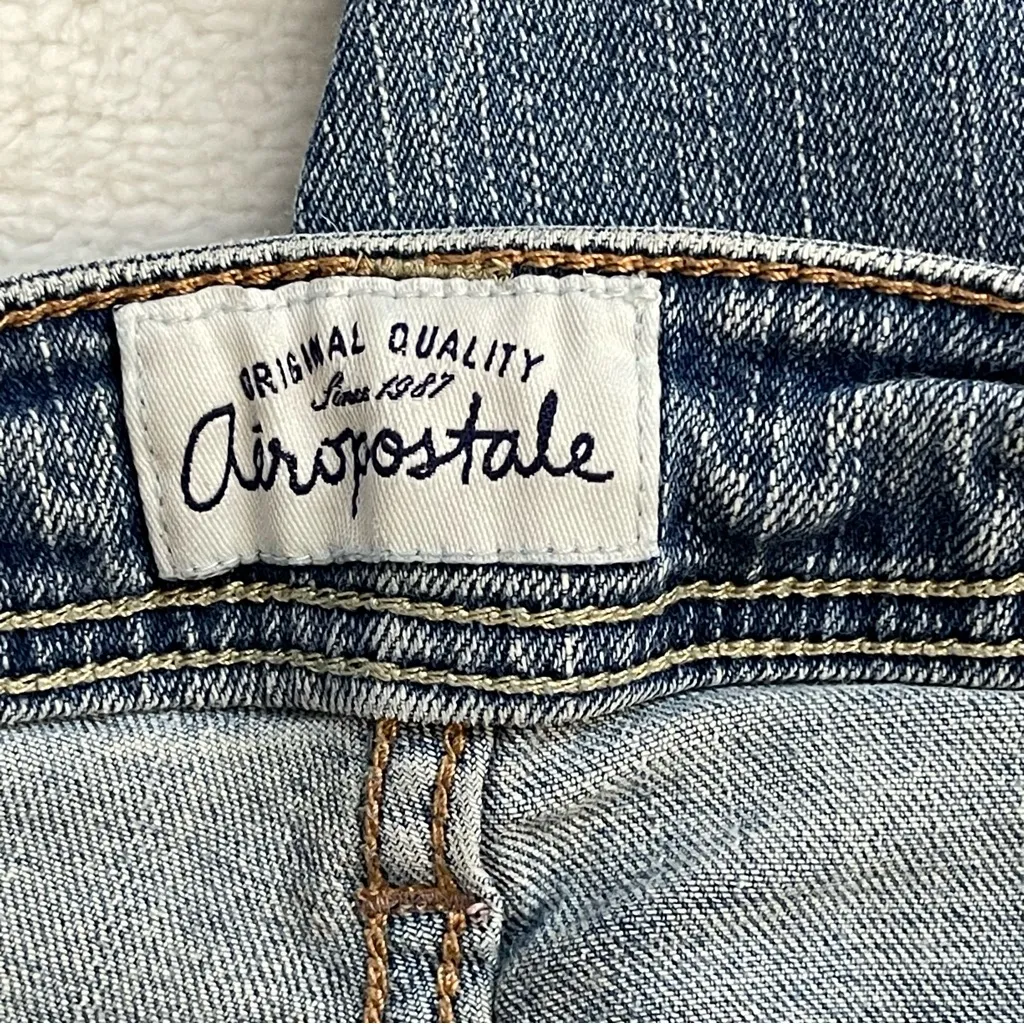 ORIGINAL QUALITY
Since 1987
Aéropostale